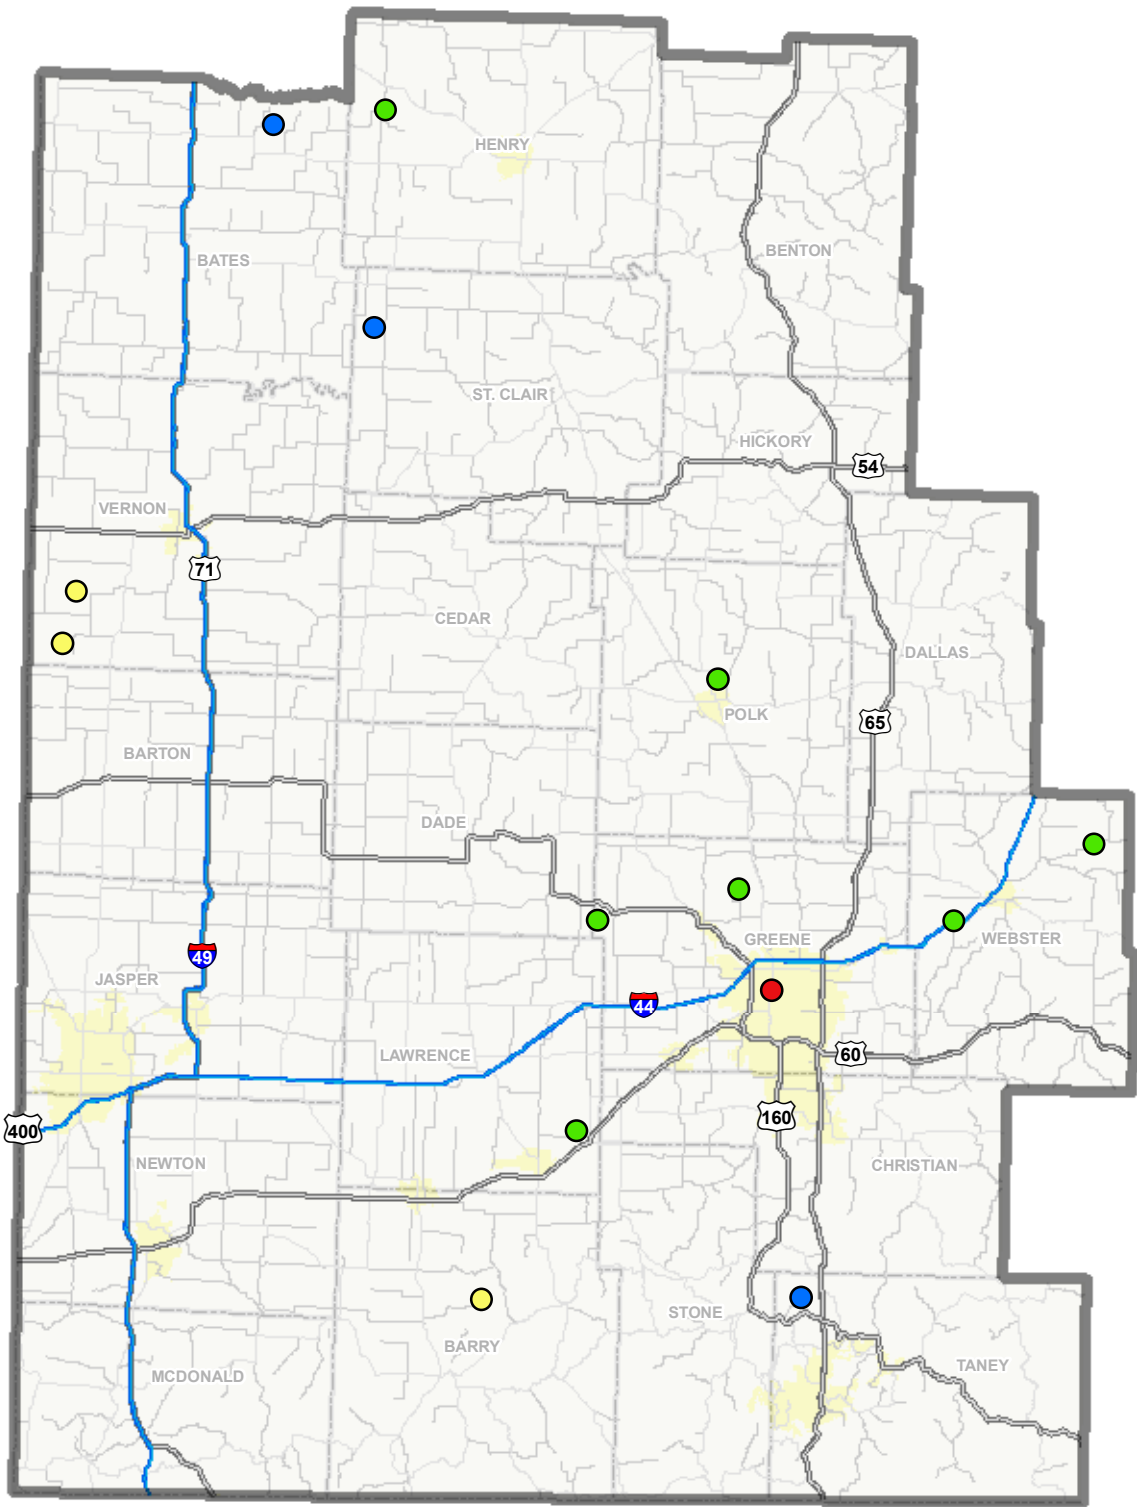 HENRY
BENTON
BATES
ST. CLAIR
HICKORY
54
VERNON
71
CEDAR
DALLAS
POLK
65
BARTON
DADE
GREENE
WEBSTER
49
JASPER
44
LAWRENCE
60
160
400
NEWTON
CHRISTIAN
STONE
BARRY
TANEY
MCDONALD